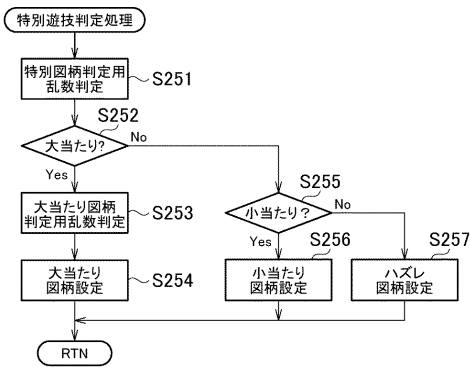 特別遊技判定処理
特別図柄判定用
乱数判定
S251
S252
大当たり?
No
Yes
大当たり図柄
判定用乱数判定
S253
S255
小当たり?
No
Yes
大当たり
図柄設定
S254
S256
小当たり
図柄設定
S257
ハズレ
図柄設定
RTN